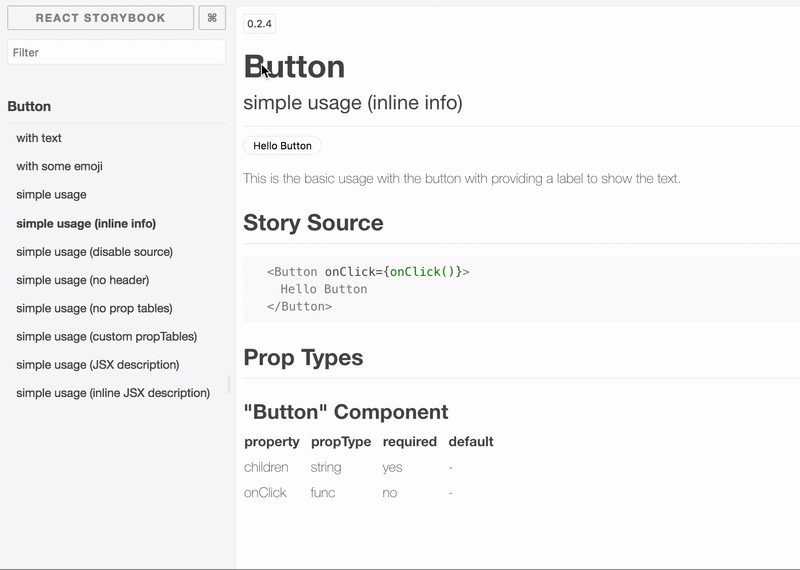 REACT STORYBOOK
⌘
Filter
Button
with text
with some emoji
simple usage
simple usage (inline info)
simple usage (disable source)
simple usage (no header)
simple usage (no prop tables)
simple usage (custom propTables)
simple usage (JSX description)
simple usage (inline JSX description)
0.2.4
Button
simple usage (inline info)
Hello Button
This is the basic usage with the button with providing a label to show the text.
Story Source
<Button onClick={onClick()}>
Hello Button
</Button>
Prop Types
"Button" Component
property propType required default
children string yes -
onClick func no -